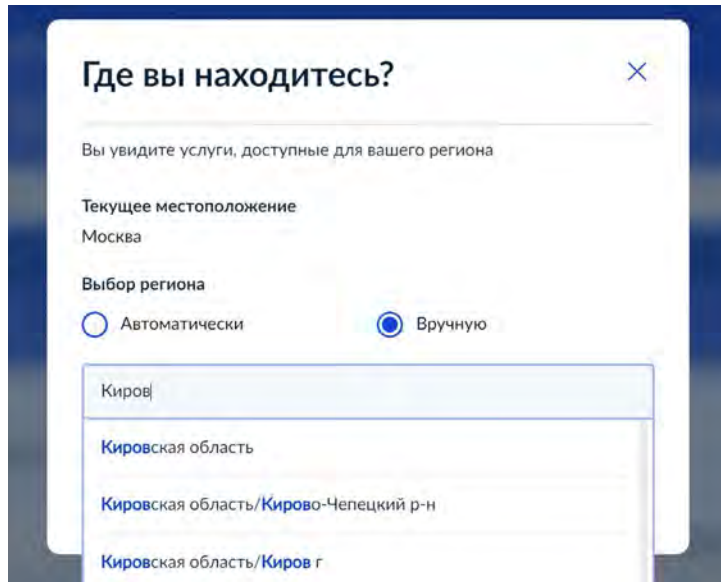 Где вы находитесь?
Вы увидите услуги, доступные для вашего региона
Текущее местоположение
Москва
Выбор региона
Автоматически
Вручную
Киров
Кировская область
Кировская область/Кирово-Чепецкий р-н
Кировская область/Киров г